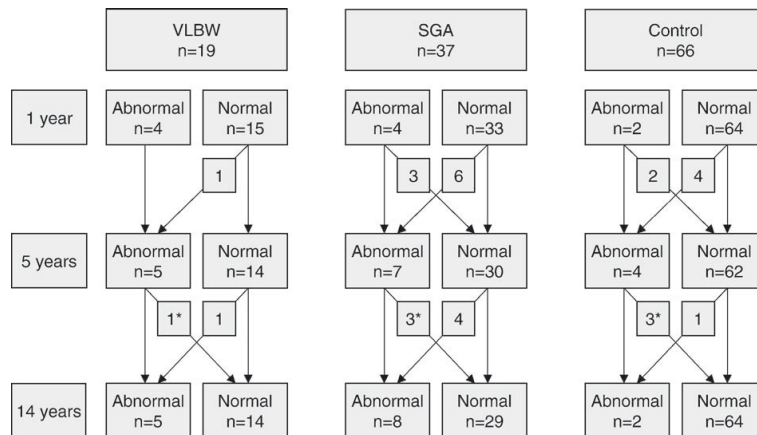 VLBW
n=19
SGA
n=37
Control
n=66
1 year
Abnormal
n=4
Normal
n=15
Abnormal
n=4
Normal
n=33
Abnormal
n=2
Normal
n=64
1
3
6
2
4
5 years
Abnormal
n=5
Normal
n=14
Abnormal
n=7
Normal
n=30
Abnormal
n=4
Normal
n=62
1*
1
3*
4
3*
1
14 years
Abnormal
n=5
Normal
n=14
Abnormal
n=8
Normal
n=29
Abnormal
n=2
Normal
n=64